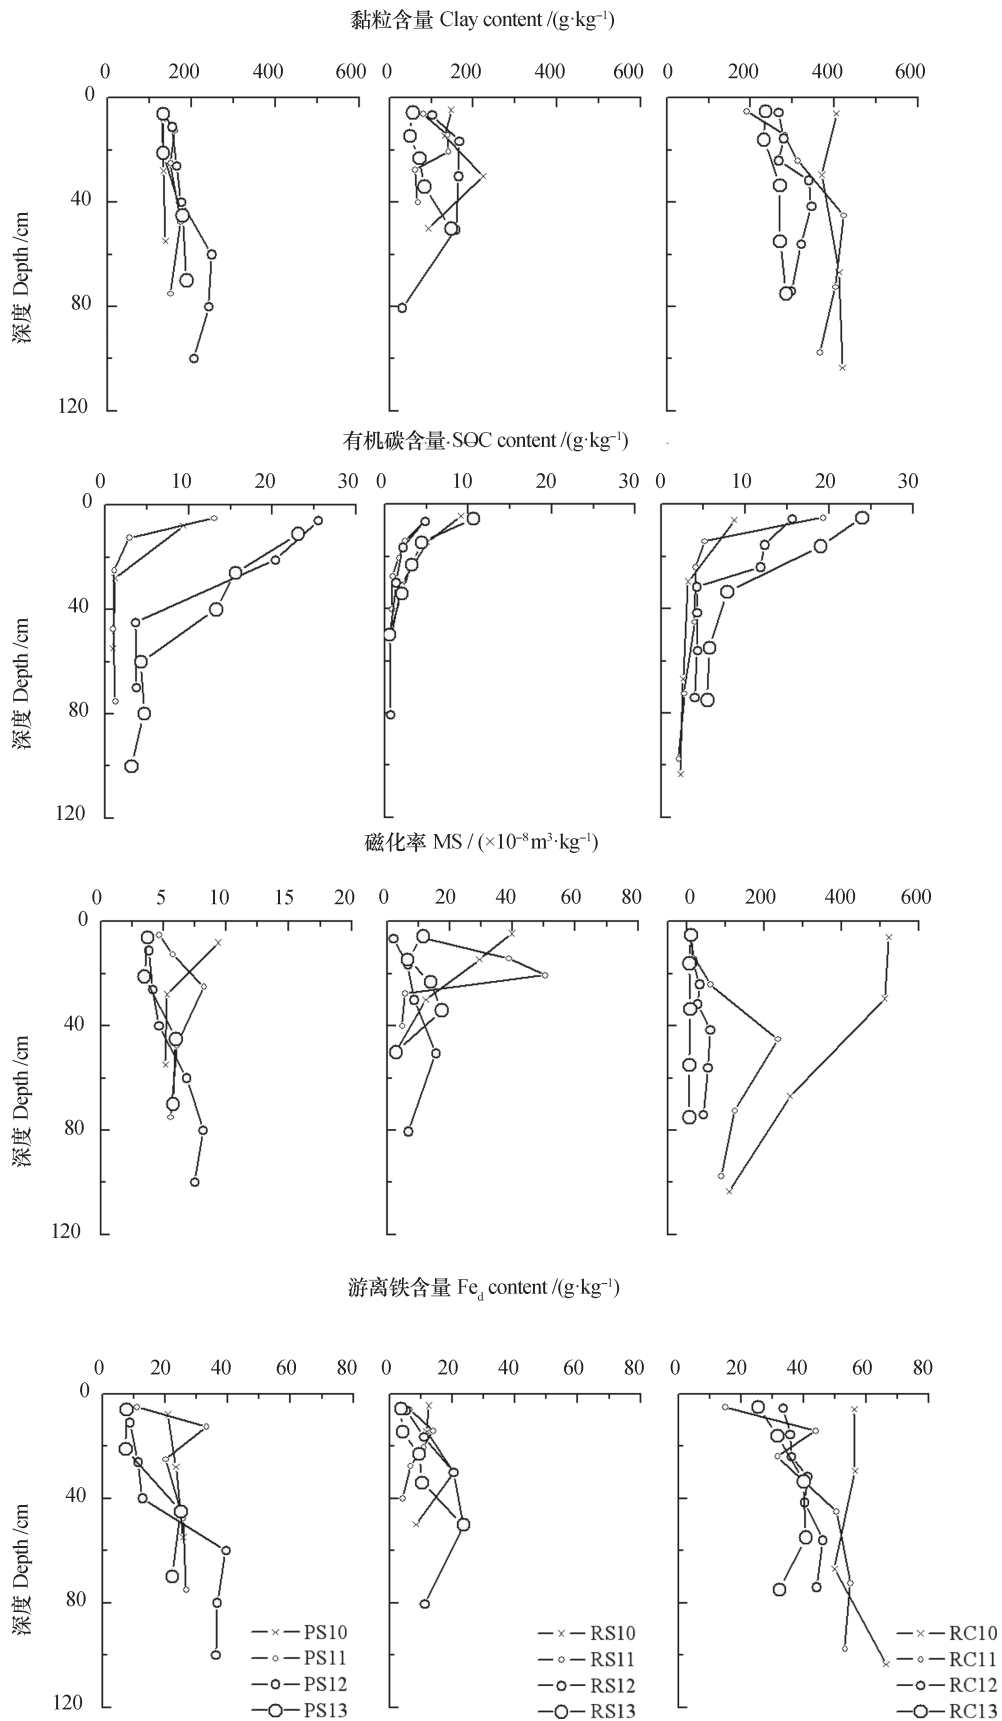 黏粒含量 Clay content /(g·kg⁻¹)
0 200 400 600 0 200 400 600 0 200 400 600
0
40
80
120
深度 Depth /cm
有机碳含量 SOC content /(g·kg⁻¹)
0 10 20 30 0 10 20 30 0 10 20 30
0
40
80
120
深度 Depth /cm
磁化率 MS / (×10⁻⁸ m³·kg⁻¹)
0 5 10 15 20 0 20 40 60 80 0 200 400 600
0
40
80
120
深度 Depth /cm
游离铁含量 Fed content /(g·kg⁻¹)
0 20 40 60 80 0 20 40 60 80 0 20 40 60 80
0
40
80
120
深度 Depth /cm
PS10 RS10 RC10
PS11 RS11 RC11
PS12 RS12 RC12
PS13 RS13 RC13